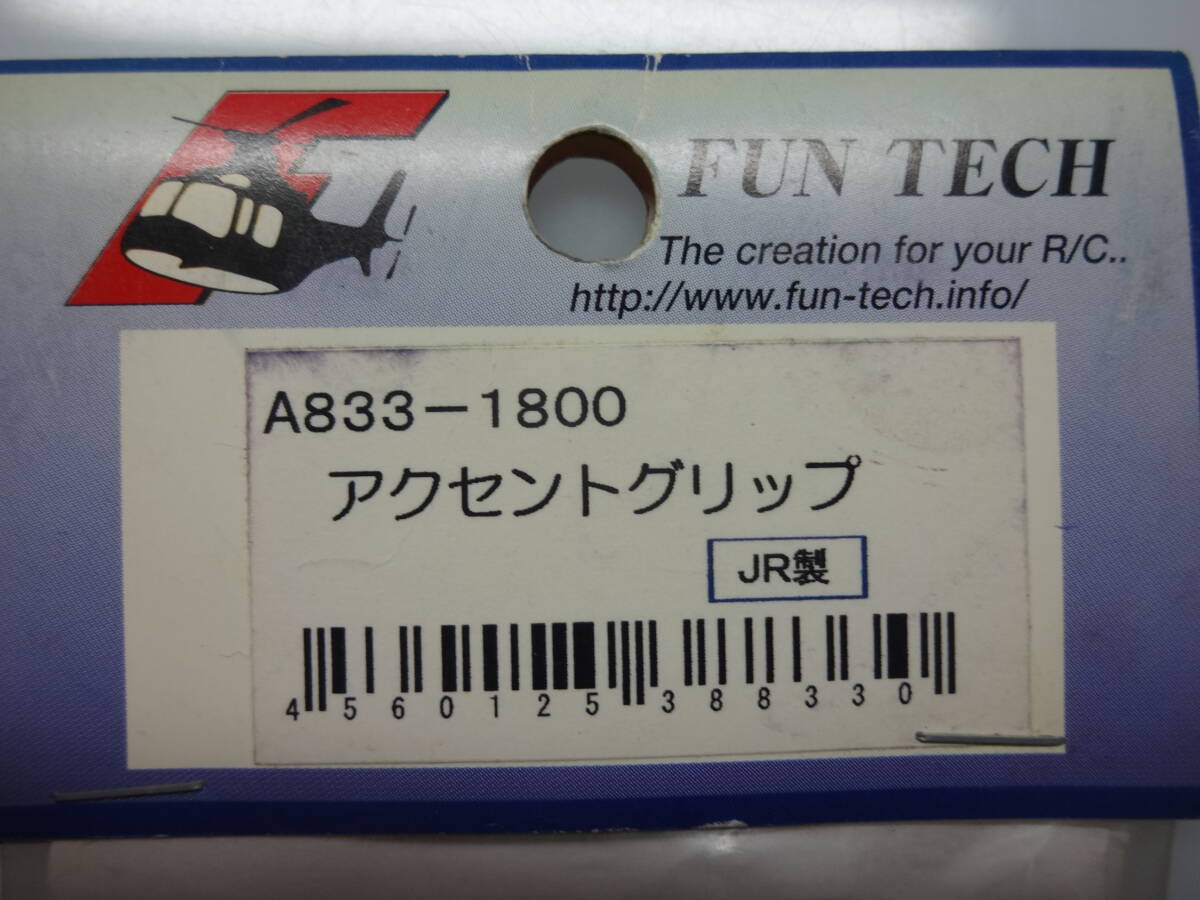 FUN TECH
The creation for your R/C..
http://www.fun-tech.info/
A833-1800
アクセントグリップ
JR製
4560125388330